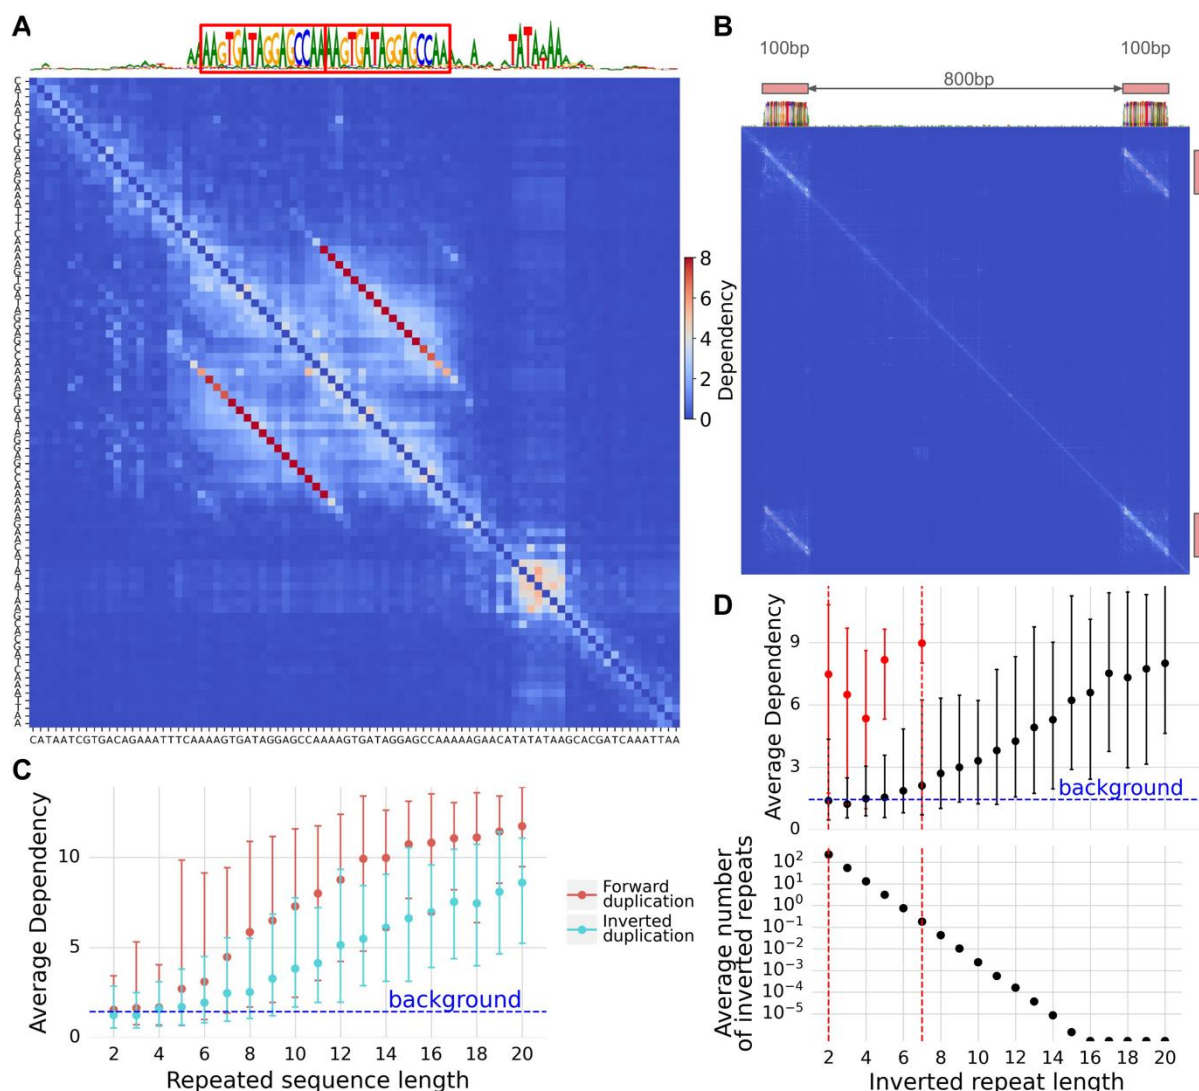 A
AAGTGATAGGAGCCAAAAGTGATAGGAGCCAA
TATAAA
8
6
4
2
0
Dependency
CATAATCGTGACAGAAATTTCAAAAGTGATAGGAGCCAAAAGTGATAGGAGCCAAAAAGAACATATATAAGCACGATCAAATTAA
B
100bp
100bp
800bp
C
Average Dependency
10
5
0
background
2 4 6 8 10 12 14 16 18 20
Repeated sequence length
Forward
duplication
Inverted
duplication
D
Average Dependency
9
6
3
0
background
Average number
of inverted repeats
10²
10¹
10⁰
10⁻¹
10⁻²
10⁻³
10⁻⁴
10⁻⁵
2 4 6 8 10 12 14 16 18 20
Inverted repeat length